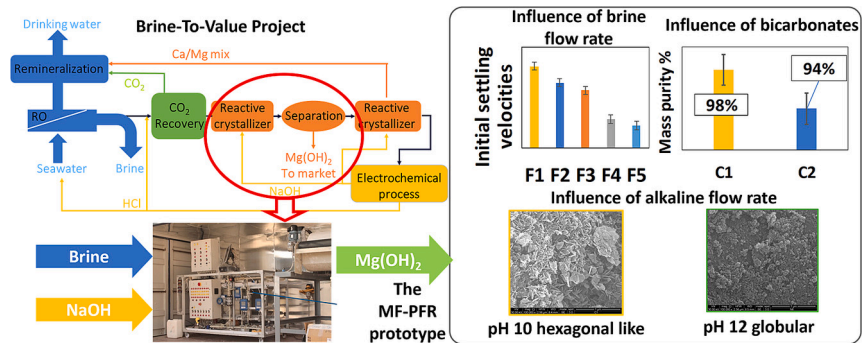 Drinking water
Brine-To-Value Project
Ca/Mg mix
Remineralization
CO2
RO
CO2
Recovery
Reactive
crystallizer
Separation
Reactive
crystallizer
Seawater
Brine
Mg(OH)2
To market
NaOH
Electrochemical
process
HCl
Brine
NaOH
Mg(OH)2
The
MF-PFR
prototype
Influence of brine
flow rate
Initial settling
velocities
F1 F2 F3 F4 F5
Influence of bicarbonates
Mass purity %
98%
94%
C1 C2
Influence of alkaline flow rate
pH 10 hexagonal like
pH 12 globular